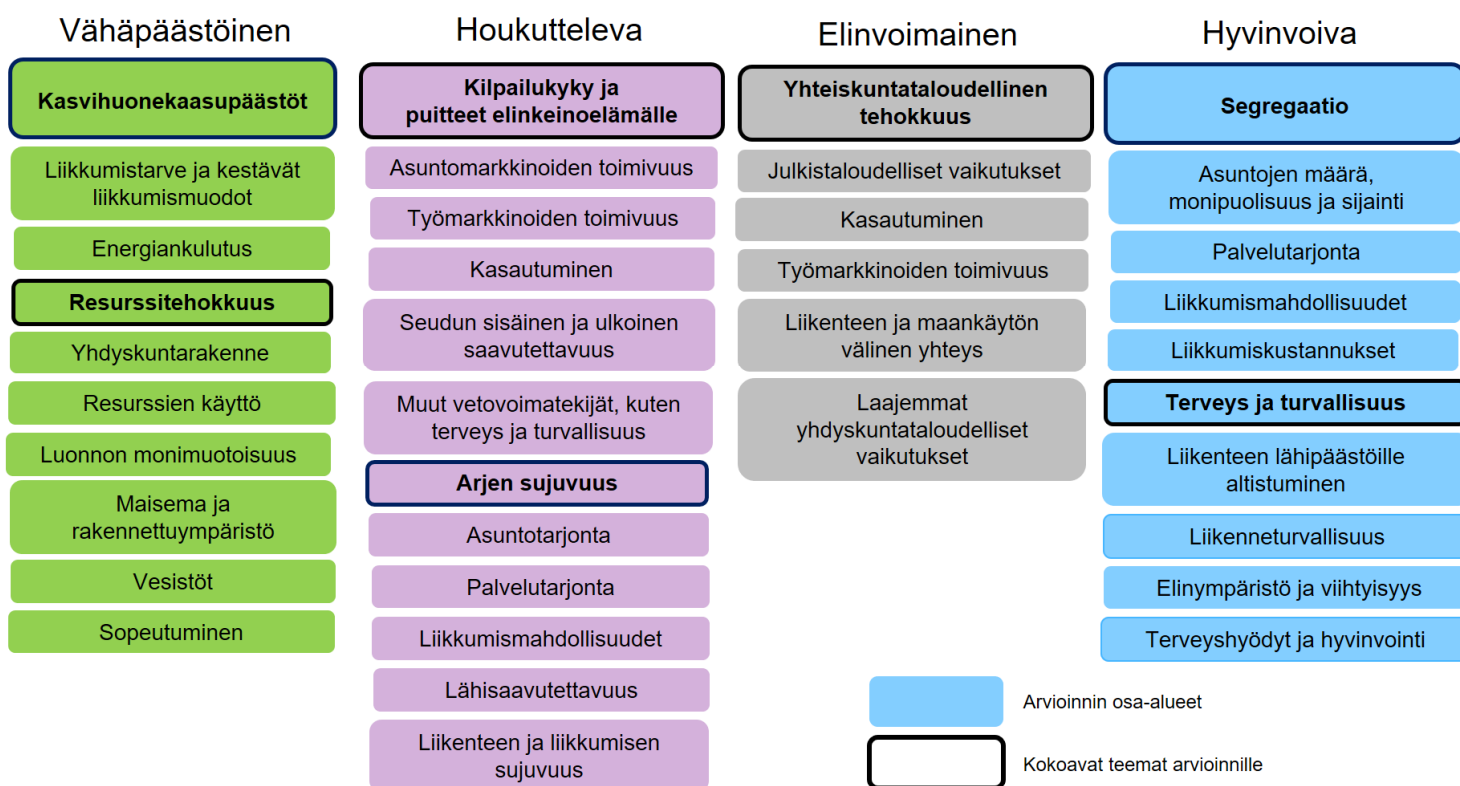 Vähäpäästöinen
Kasvihuonekaasupäästöt
Liikkumistarve ja kestävät
liikkumismuodot
Energiankulutus
Resurssitehokkuus
Yhdyskuntarakenne
Resurssien käyttö
Luonnon monimuotoisuus
Maisema ja
rakennettuympäristö
Vesistöt
Sopeutuminen
Houkutteleva
Kilpailukyky ja
puitteet elinkeinoelämälle
Asuntomarkkinoiden toimivuus
Työmarkkinoiden toimivuus
Kasautuminen
Seudun sisäinen ja ulkoinen
saavutettavuus
Muut vetovoimatekijät, kuten
terveys ja turvallisuus
Arjen sujuvuus
Asuntotarjonta
Palvelutarjonta
Liikkumismahdollisuudet
Lähisaavutettavuus
Liikenteen ja liikkumisen
sujuvuus
Elinvoimainen
Yhteiskuntataloudellinen
tehokkuus
Julkistaloudelliset vaikutukset
Kasautuminen
Työmarkkinoiden toimivuus
Liikenteen ja maankäytön
välinen yhteys
Laajemmat
yhdyskuntataloudelliset
vaikutukset
Hyvinvoiva
Segregaatio
Asuntojen määrä,
monipuolisuus ja sijainti
Palvelutarjonta
Liikkumismahdollisuudet
Liikkumiskustannukset
Terveys ja turvallisuus
Liikenteen lähipäästöille
altistuminen
Liikenneturvallisuus
Elinympäristö ja viihtyisyys
Terveyshyödyt ja hyvinvointi
Arvioinnin osa-alueet
Kokoavat teemat arvioinnille